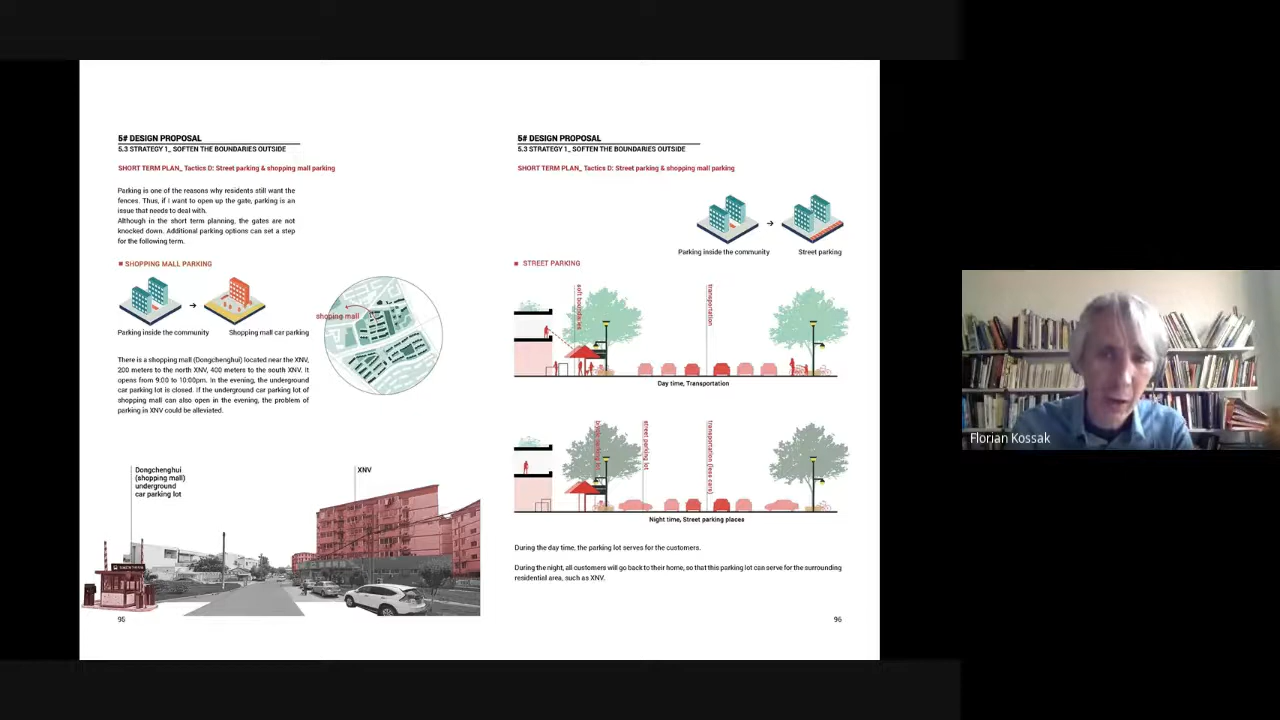 5# DESIGN PROPOSAL
5.3 STRATEGY 1_ SOFTEN THE BOUNDARIES OUTSIDE
SHORT TERM PLAN_ Tactics D: Street parking & shopping mall parking
Parking is one of the reasons why residents still want the
fences. Thus, if I want to open up the gate, parking is an
issue that needs to deal with.
Although in the short term planning, the gates are not
knocked down. Additional parking options can set a step
for the following term.
SHOPPING MALL PARKING
Parking inside the community
Shopping mall car parking
shoping mall
There is a shopping mall (Dongchenghui) located near the XNV,
200 meters to the north XNV, 400 meters to the south XNV. It
opens from 9:00 to 10:00pm. In the evening, the underground
car parking lot is closed. If the underground car parking lot of
shopping mall can also open in the evening, the problem of
parking in XNV could be alleviated.
Dongchenghui
(shopping mall)
underground
car parking lot
XNV
95
5# DESIGN PROPOSAL
5.3 STRATEGY 1_ SOFTEN THE BOUNDARIES OUTSIDE
SHORT TERM PLAN_ Tactics D: Street parking & shopping mall parking
Parking inside the community
Street parking
STREET PARKING
soft boundaries
transportation
Day time, Transportation
parking lot
street parking lot
transportation (less cars)
Night time, Street parking places
During the day time, the parking lot serves for the customers.
During the night, all customers will go back to their home, so that this parking lot can serve for the surrounding
residential area, such as XNV.
96
Florian Kossak